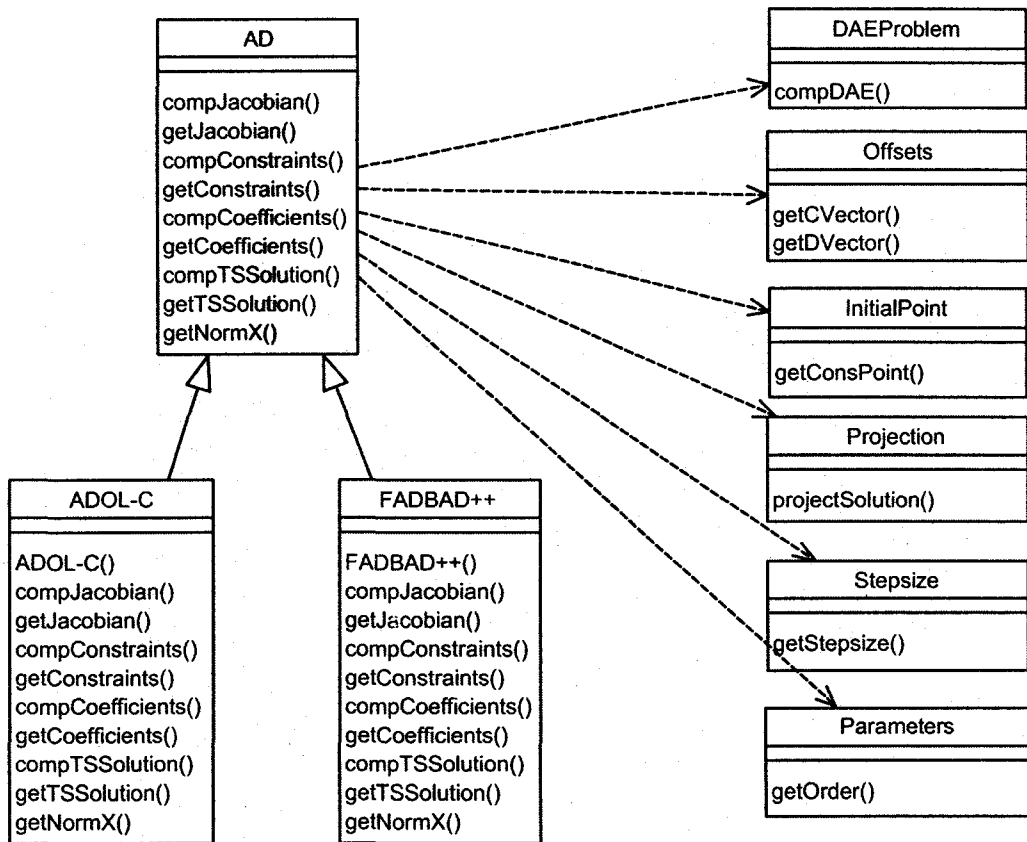 AD
compJacobian()
getJacobian()
compConstraints()
getConstraints()
compCoefficients()
getCoefficients()
compTSSolution()
getTSSolution()
getNormX()
ADOL-C
ADOL-C()
compJacobian()
getJacobian()
compConstraints()
getConstraints()
compCoefficients()
getCoefficients()
compTSSolution()
getTSSolution()
getNormX()
FADBAD++
FADBAD++()
compJacobian()
getJacobian()
compConstraints()
getConstraints()
compCoefficients()
getCoefficients()
compTSSolution()
getTSSolution()
getNormX()
DAEProblem
compDAE()
Offsets
getCVector()
getDVector()
InitialPoint
getConsPoint()
Projection
projectSolution()
Stepsize
getStepsize()
Parameters
getOrder()